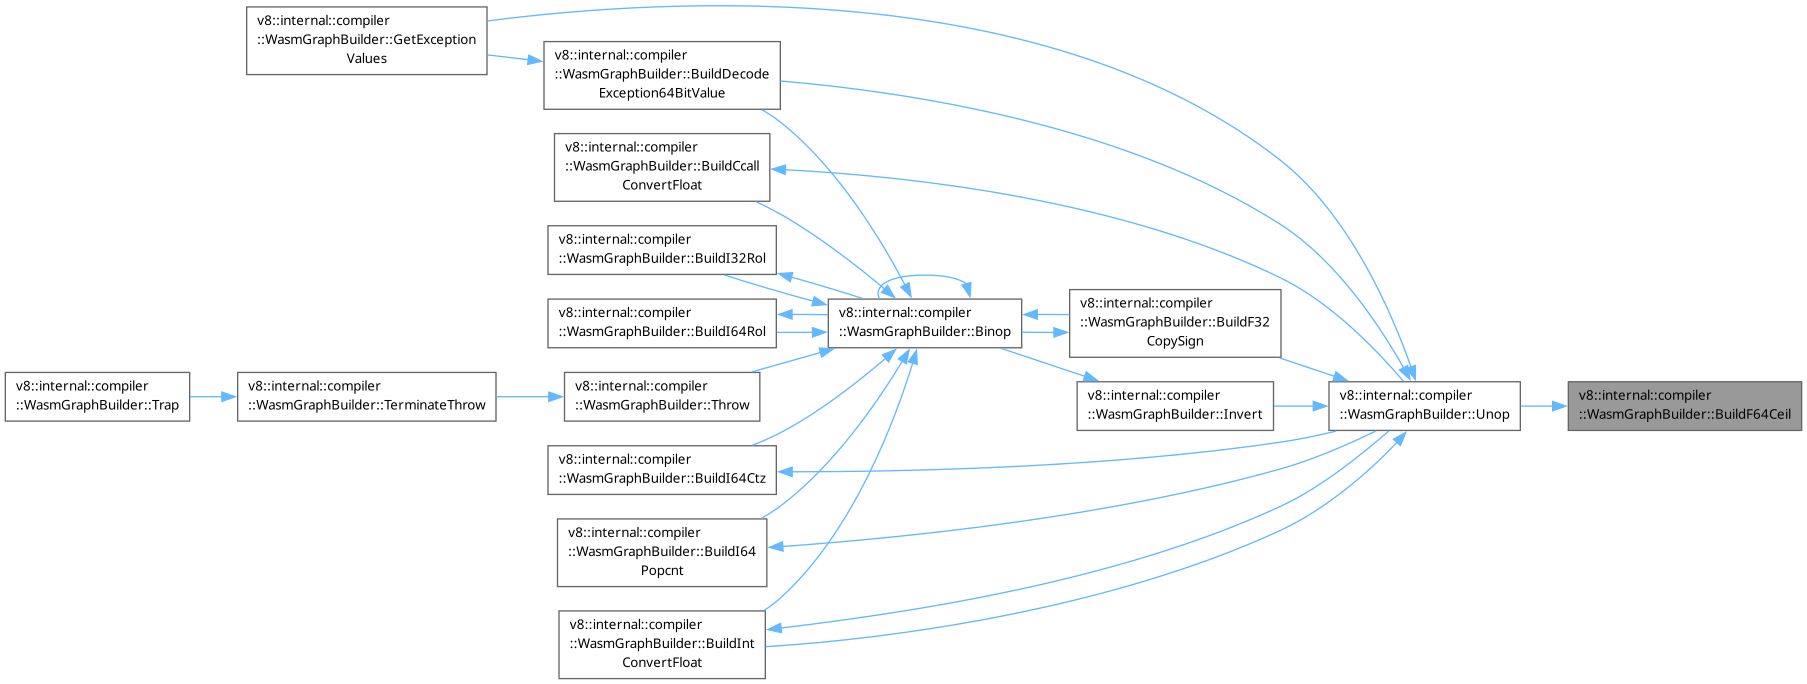 v8::internal::compiler
::WasmGraphBuilder::GetException
Values
v8::internal::compiler
::WasmGraphBuilder::BuildDecode
Exception64BitValue
v8::internal::compiler
::WasmGraphBuilder::BuildCcall
ConvertFloat
v8::internal::compiler
::WasmGraphBuilder::BuildI32Rol
v8::internal::compiler
::WasmGraphBuilder::BuildI64Rol
v8::internal::compiler
::WasmGraphBuilder::Binop
v8::internal::compiler
::WasmGraphBuilder::BuildF32
CopySign
v8::internal::compiler
::WasmGraphBuilder::Trap
v8::internal::compiler
::WasmGraphBuilder::TerminateThrow
v8::internal::compiler
::WasmGraphBuilder::Throw
v8::internal::compiler
::WasmGraphBuilder::Invert
v8::internal::compiler
::WasmGraphBuilder::Unop
v8::internal::compiler
::WasmGraphBuilder::BuildF64Ceil
v8::internal::compiler
::WasmGraphBuilder::BuildI64Ctz
v8::internal::compiler
::WasmGraphBuilder::BuildI64
Popcnt
v8::internal::compiler
::WasmGraphBuilder::BuildInt
ConvertFloat